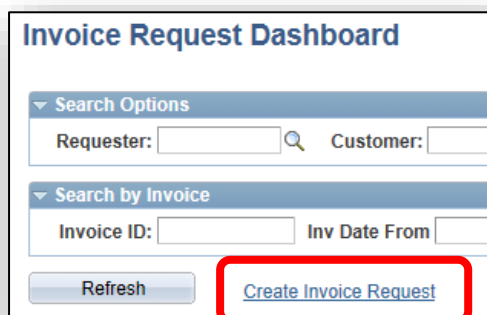 Invoice Request Dashboard
Search Options
Requester: Customer:
Search by Invoice
Invoice ID: Inv Date From
Refresh Create Invoice Request